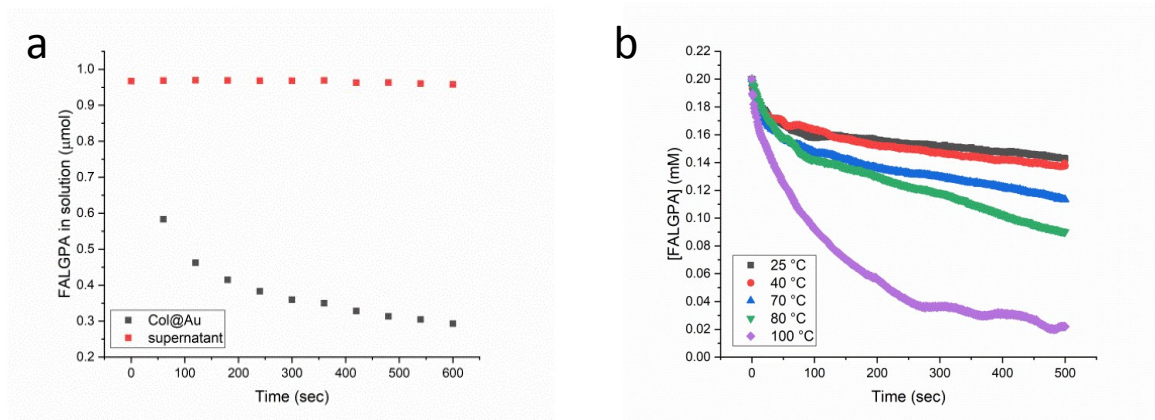 a
FALGPA in solution (μmol)
1.0
0.9
0.8
0.7
0.6
0.5
0.4
0.3
0.2
Col@Au
supernatant
0 100 200 300 400 500 600
Time (sec)
b
[FALGPA] (mM)
0.22
0.20
0.18
0.16
0.14
0.12
0.10
0.08
0.06
0.04
0.02
0.00
25 °C
40 °C
70 °C
80 °C
100 °C
0 100 200 300 400 500
Time (sec)